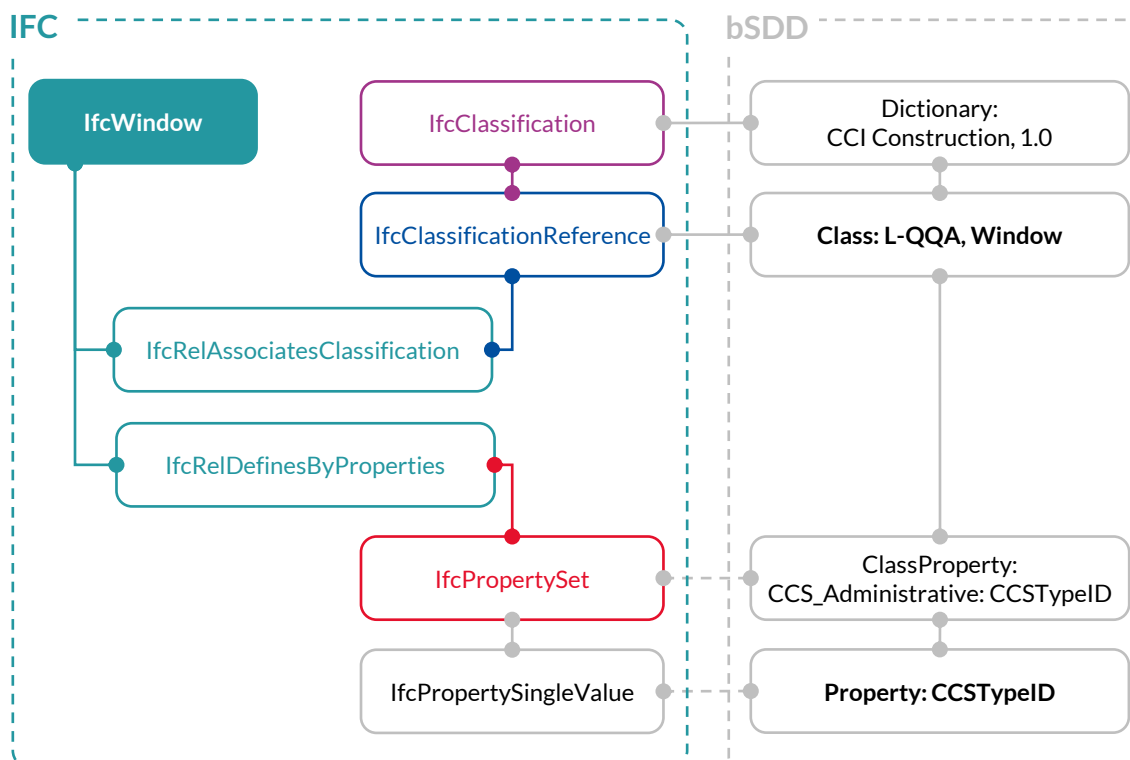 IFC
bSDD
IfcWindow
IfcClassification
Dictionary:
CCI Construction, 1.0
IfcClassificationReference
Class: L-QQA, Window
IfcRelAssociatesClassification
IfcRelDefinesByProperties
IfcPropertySet
ClassProperty:
CCS_Administrative: CCSTypeID
IfcPropertySingleValue
Property: CCSTypeID